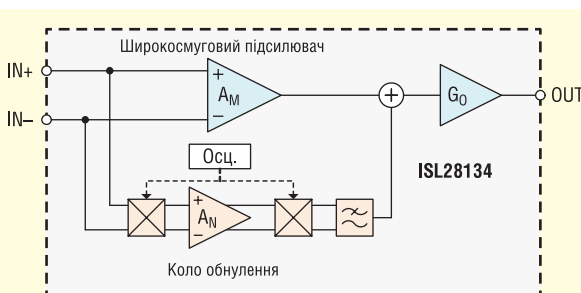 Широкосмуговий підсилювач
IN+
+
A_M
−
IN−
+
G_O
OUT
ISL28134
Осц.
+
A_N
−
Коло обнулення